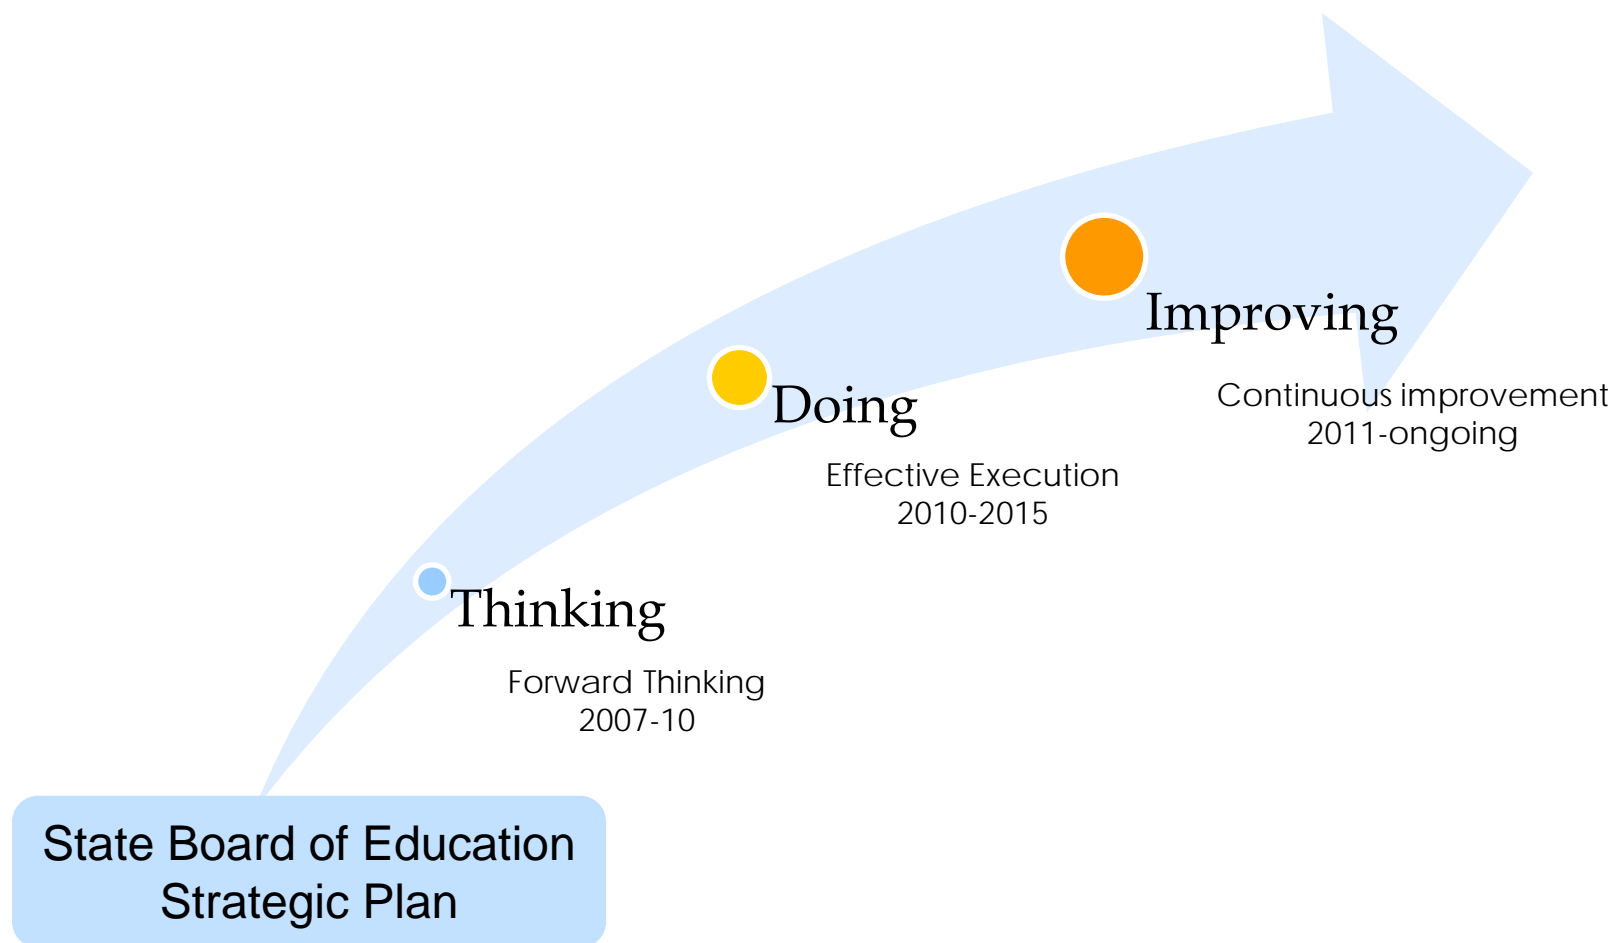 Improving
Continuous improvement
2011-ongoing
Doing
Effective Execution
2010-2015
Thinking
Forward Thinking
2007-10
State Board of Education
Strategic Plan